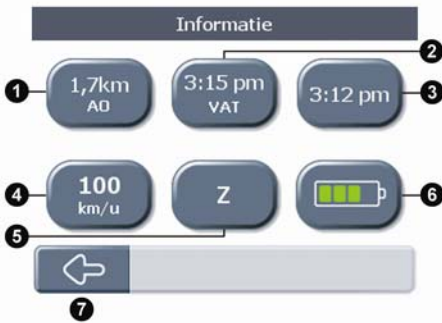 Informatie
2
1
1,7km
AO
3:15 pm
VAT
3:12 pm
3
4
100
km/u
Z
6
5
7